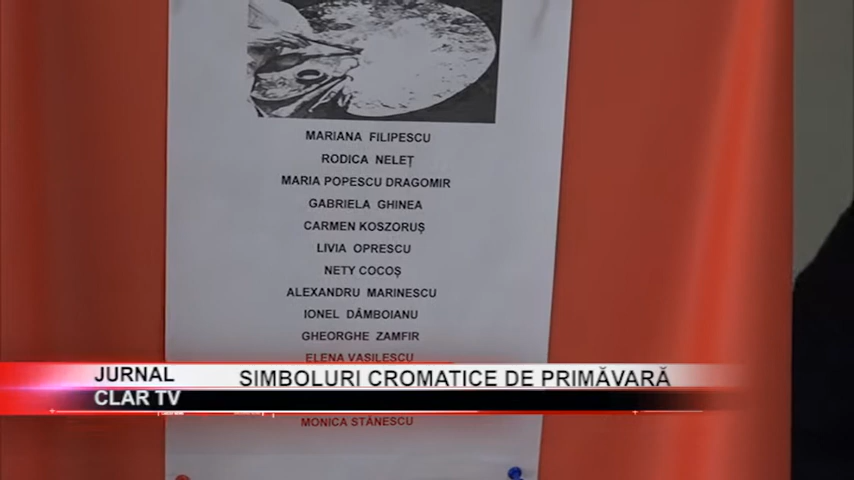 MARIANA FILIPESCU
RODICA NELEȚ
MARIA POPESCU DRAGOMIR
GABRIELA GHINEA
CARMEN KOSZORUȘ
LIVIA OPRESCU
NETY COCOȘ
ALEXANDRU MARINESCU
IONEL DÂMBOIANU
GHEORGHE ZAMFIR
ELENA VASILESCU
JURNAL
CLAR TV
SIMBOLURI CROMATICE DE PRIMĂVARĂ
MONICA STĂNESCU